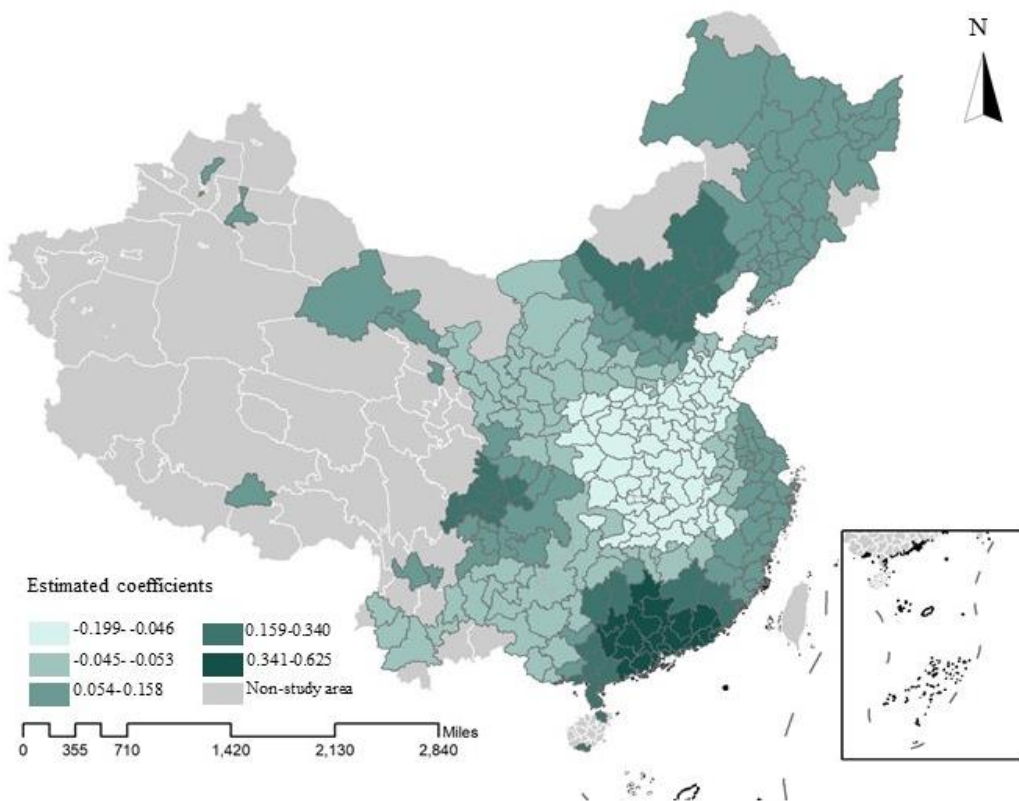 N
Estimated coefficients
-0.199- -0.046
-0.045- -0.053
0.054-0.158
0.159-0.340
0.341-0.625
Non-study area
Miles
0 355 710 1,420 2,130 2,840